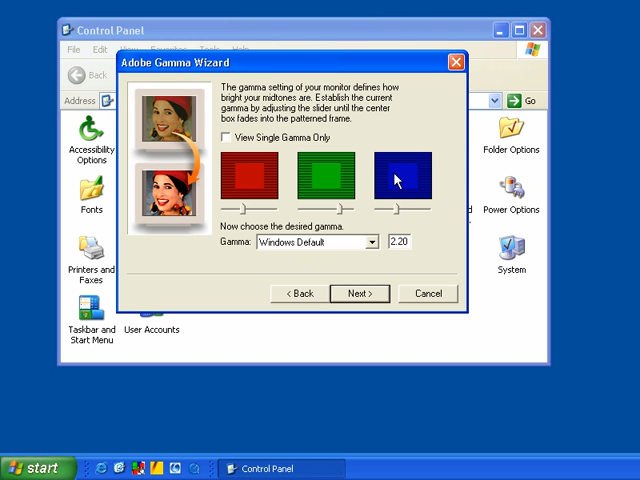 Control Panel
File Edit View Favorites Tools Help
Back
Address
Go
Adobe Gamma Wizard
The gamma setting of your monitor defines how
bright your midtones are. Establish the current
gamma by adjusting the slider until the center
box fades into the patterned frame.
View Single Gamma Only
Now choose the desired gamma.
Gamma: Windows Default 2.20
< Back Next > Cancel
Accessibility
Options
Folder Options
Fonts
Power Options
Printers and
Faxes
System
Taskbar and
Start Menu
User Accounts
start
Control Panel